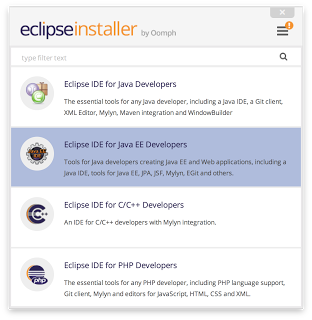 eclipseinstaller by Oomph
type filter text
Eclipse IDE for Java Developers
The essential tools for any Java developer, including a Java IDE, a Git client,
XML Editor, Mylyn, Maven integration and WindowBuilder
Eclipse IDE for Java EE Developers
Tools for Java developers creating Java EE and Web applications, including a
Java IDE, tools for Java EE, JPA, JSF, Mylyn, EGit and others.
Eclipse IDE for C/C++ Developers
An IDE for C/C++ developers with Mylyn integration.
Eclipse IDE for PHP Developers
The essential tools for any PHP developer, including PHP language support,
Git client, Mylyn and editors for JavaScript, HTML, CSS and XML.
php